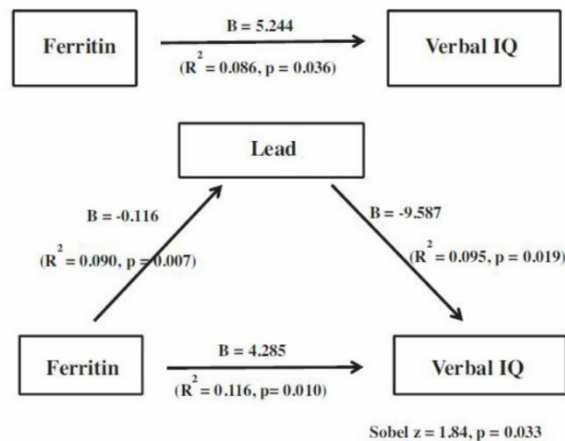 Ferritin
B = 5.244
(R² = 0.086, p = 0.036)
Verbal IQ
Lead
B = -0.116
(R² = 0.090, p = 0.007)
B = -9.587
(R² = 0.095, p = 0.019)
Ferritin
B = 4.285
(R² = 0.116, p= 0.010)
Verbal IQ
Sobel z = 1.84, p = 0.033